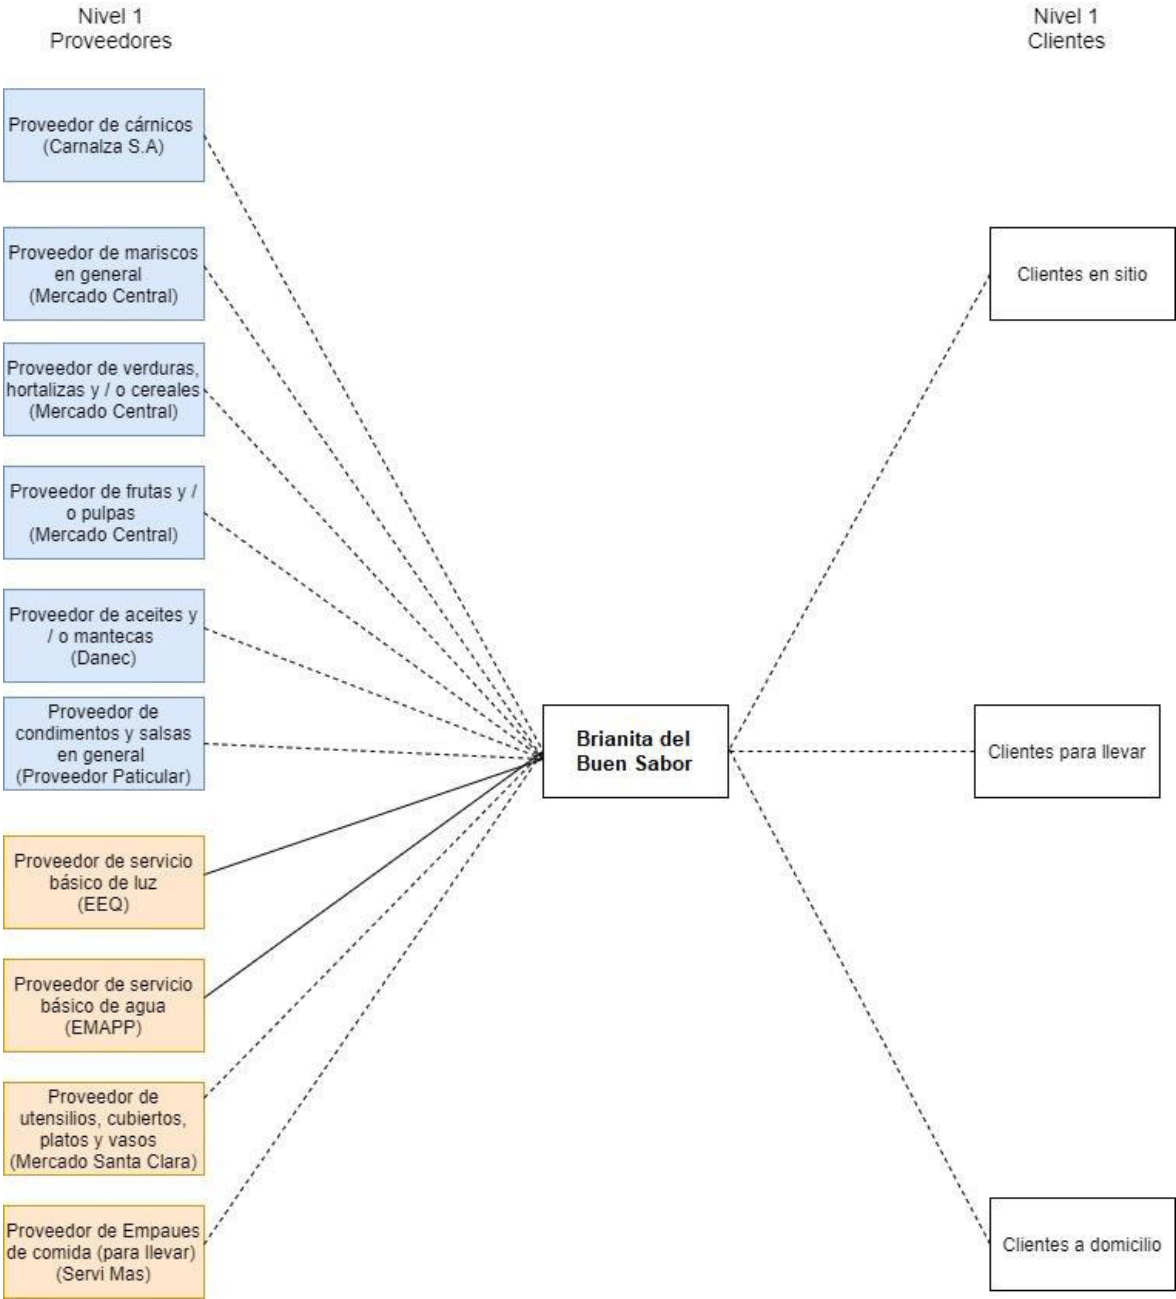 Nivel 1
Proveedores
Nivel 1
Clientes
Proveedor de cárnicos
(Carnalza S.A)
Proveedor de mariscos
en general
(Mercado Central)
Clientes en sitio
Proveedor de verduras,
hortalizas y / o cereales
(Mercado Central)
Proveedor de frutas y /
o pulpas
(Mercado Central)
Proveedor de aceites y
/ o mantecas
(Danec)
Proveedor de
condimentos y salsas
en general
(Proveedor Paticular)
Brianita del
Buen Sabor
Clientes para llevar
Proveedor de servicio
básico de luz
(EEQ)
Proveedor de servicio
básico de agua
(EMAPP)
Proveedor de
utensilios, cubiertos,
platos y vasos
(Mercado Santa Clara)
Proveedor de Empaues
de comida (para llevar)
(Servi Mas)
Clientes a domicilio